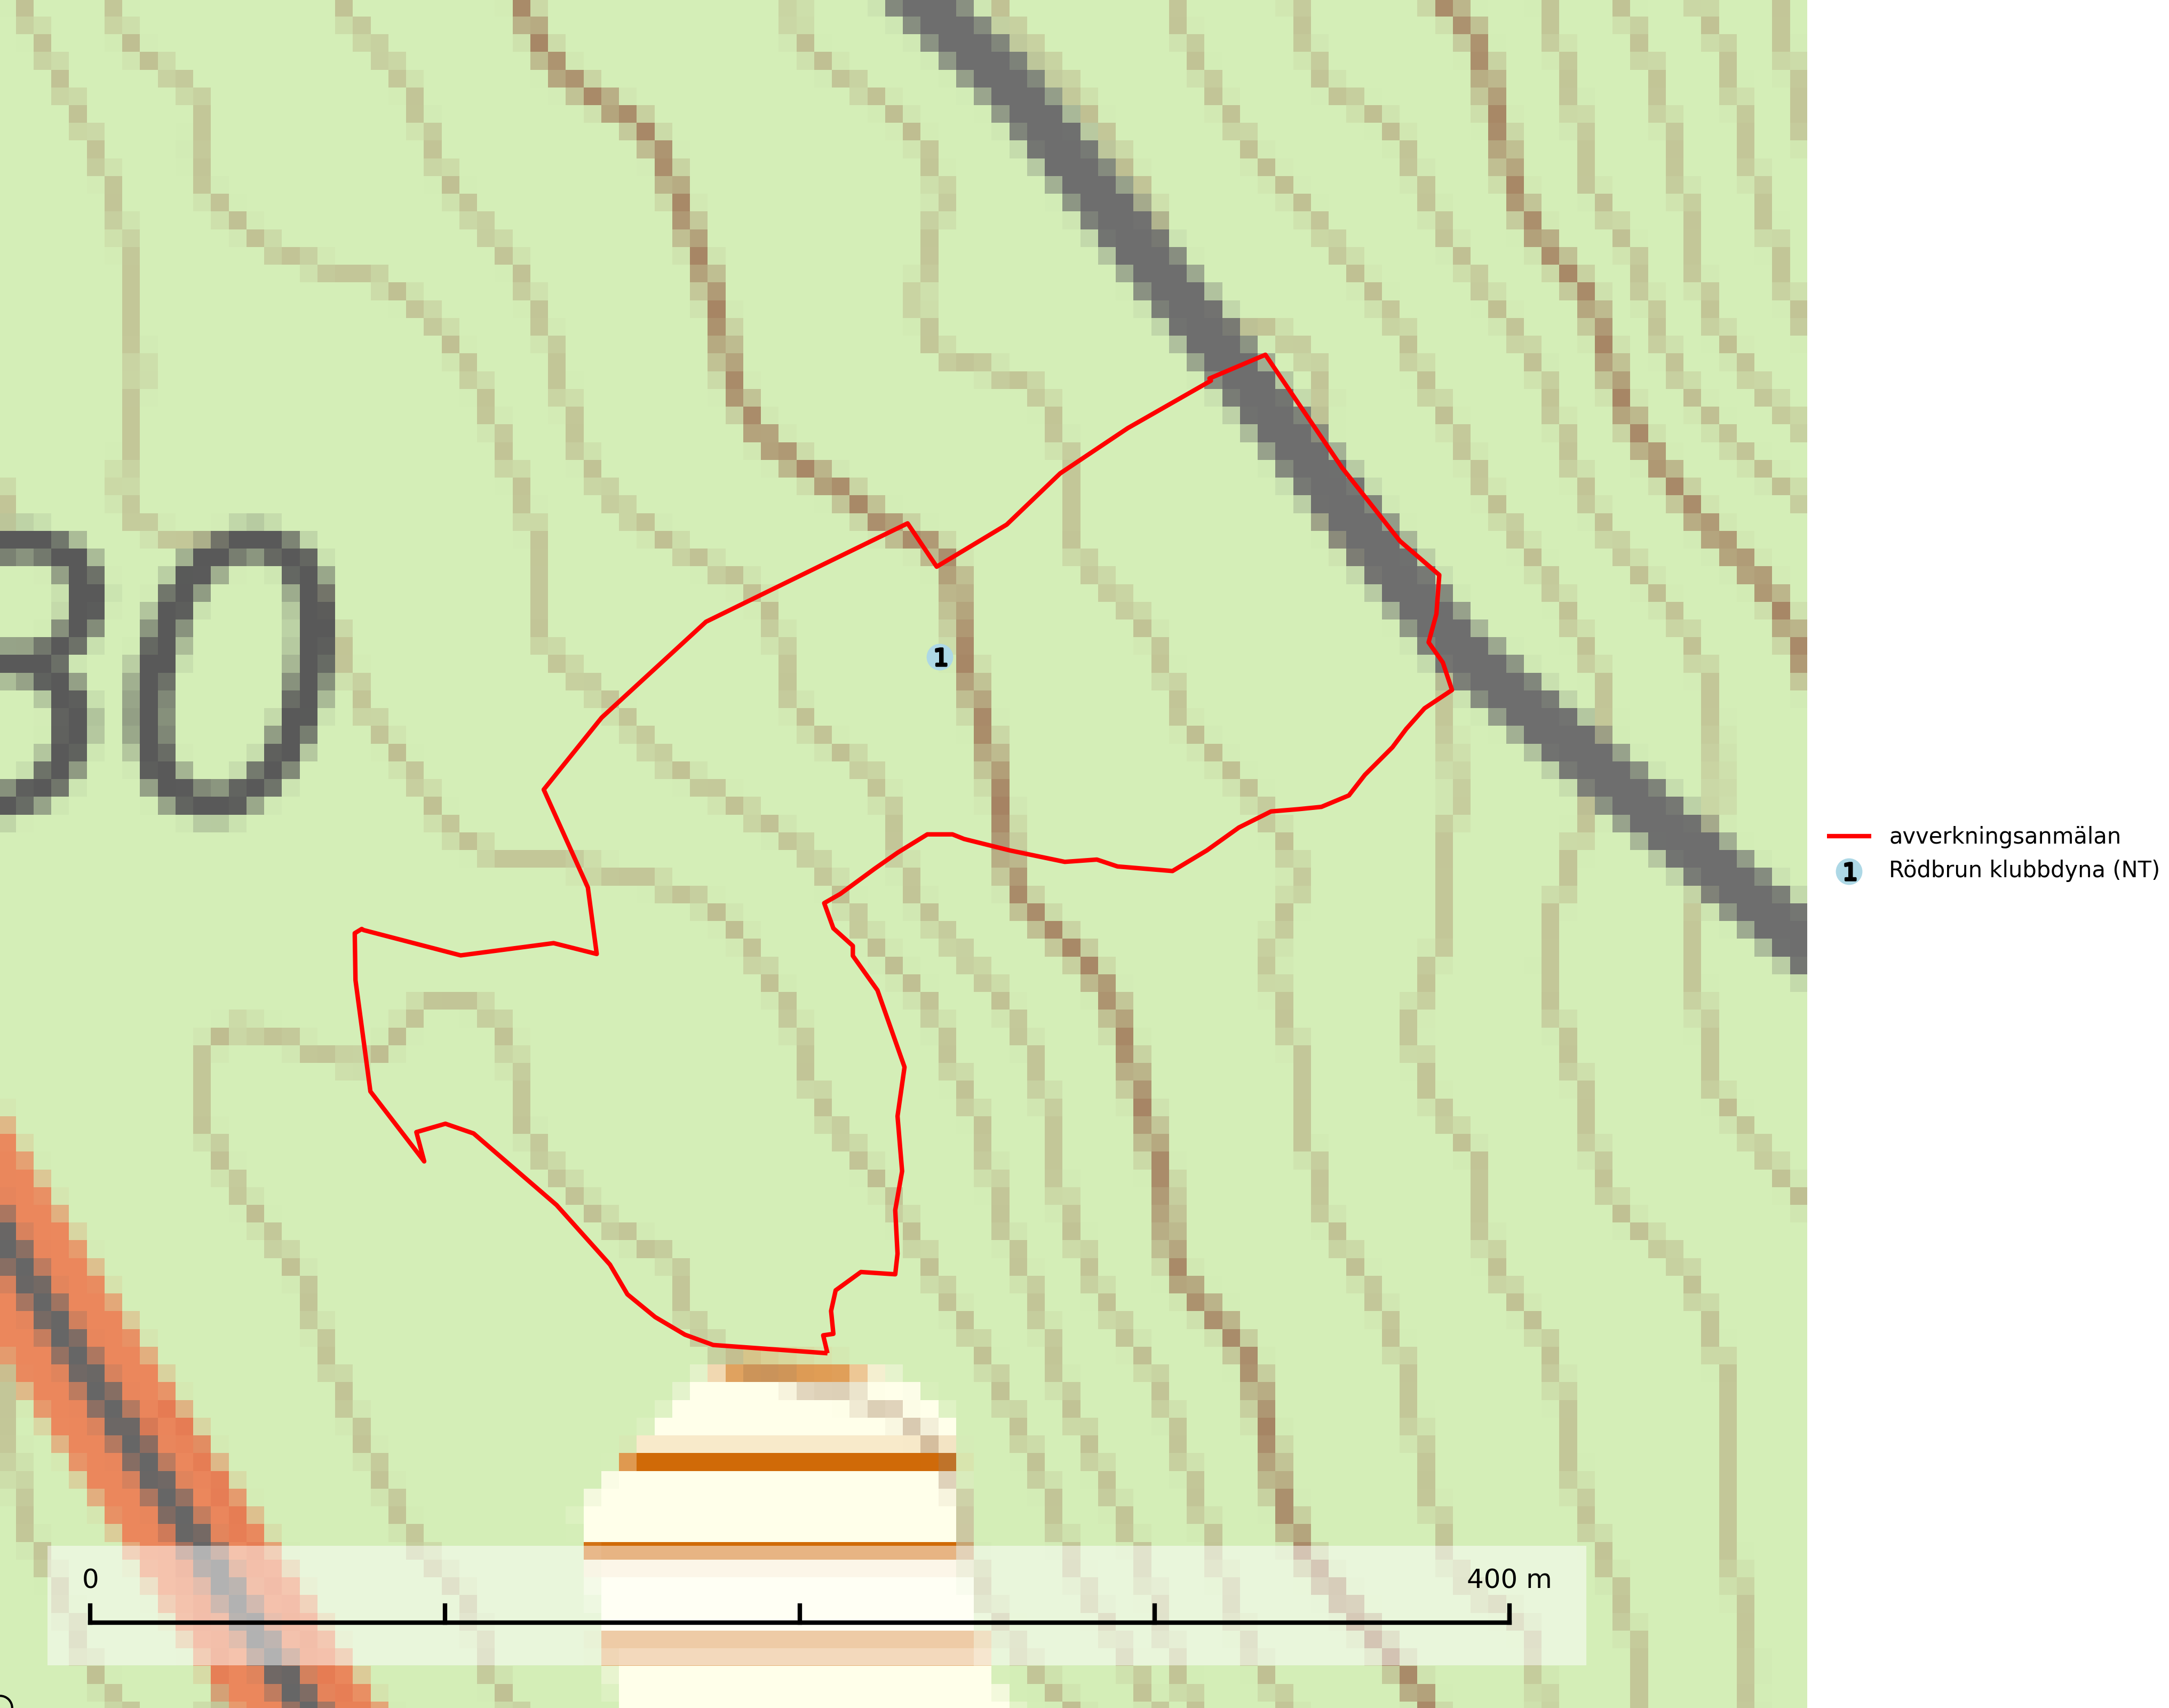 30
1
avverkningsanmälan
1 Rödbrun klubbdyna (NT)
0 400 m